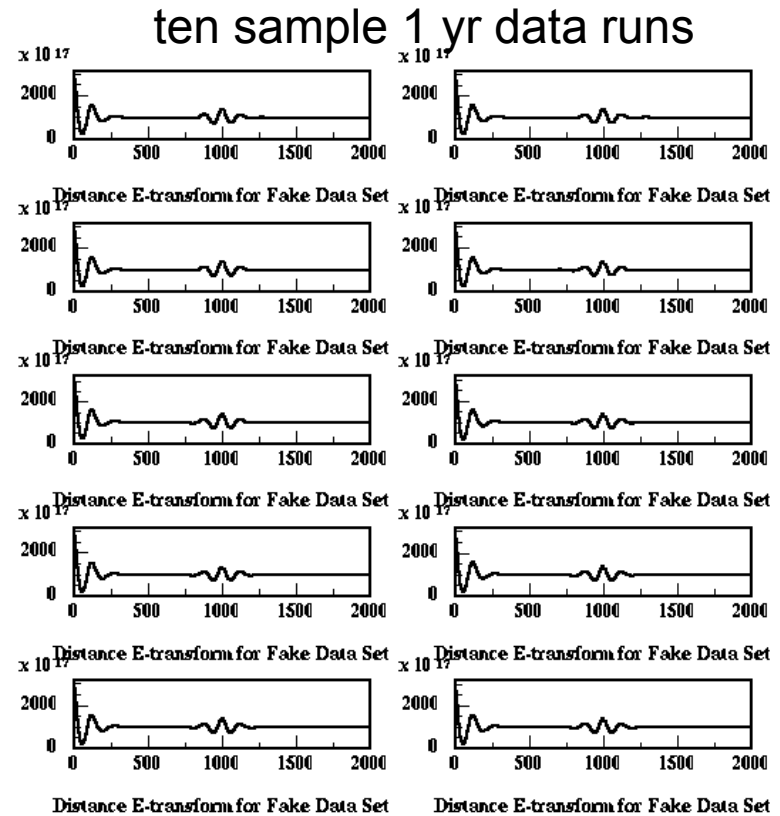 ten sample 1 yr data runs
x 10 17 x 10 17
2000 2000
0 0
0 500 1000 1500 2000 0 500 1000 1500 2000
Distance E-transform for Fake Data Set Distance E-transform for Fake Data Set
x 10 17 x 10 17
2000 2000
0 0
0 500 1000 1500 2000 0 500 1000 1500 2000
Distance E-transform for Fake Data Set Distance E-transform for Fake Data Set
x 10 17 x 10 17
2000 2000
0 0
0 500 1000 1500 2000 0 500 1000 1500 2000
Distance E-transform for Fake Data Set Distance E-transform for Fake Data Set
x 10 17 x 10 17
2000 2000
0 0
0 500 1000 1500 2000 0 500 1000 1500 2000
Distance E-transform for Fake Data Set Distance E-transform for Fake Data Set
x 10 17 x 10 17
2000 2000
0 0
0 500 1000 1500 2000 0 500 1000 1500 2000
Distance E-transform for Fake Data Set Distance E-transform for Fake Data Set